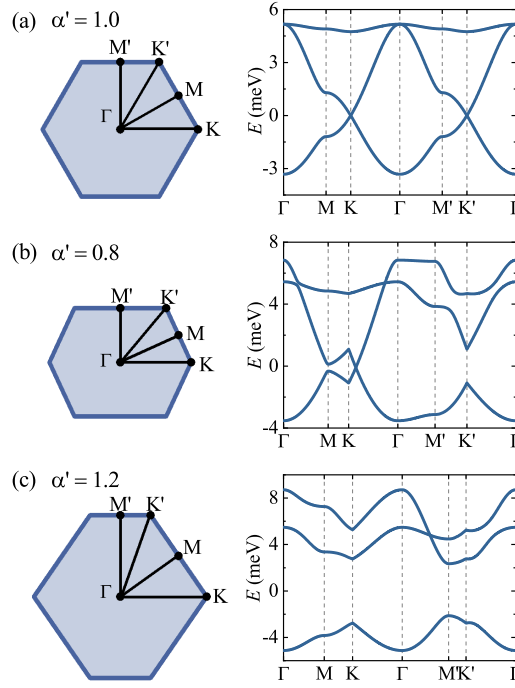 (a) α' = 1.0
M'
K'
M
Γ
K
E (meV)
6
3
0
-3
Γ M K Γ M' K' Γ
(b) α' = 0.8
M'
K'
M
Γ
K
E (meV)
8
4
0
-4
Γ M K Γ M' K' Γ
(c) α' = 1.2
M'
K'
M
Γ
K
E (meV)
8
4
0
-4
Γ M K Γ M' K' Γ